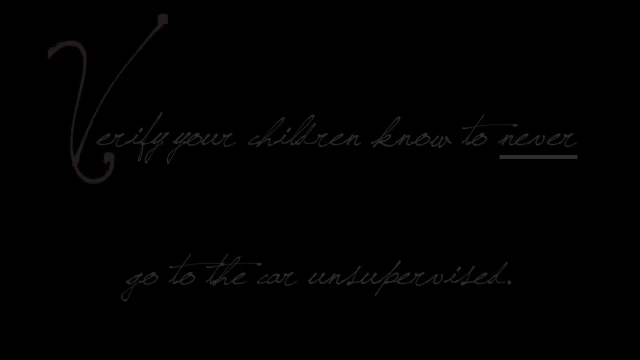 Verify your children know to never
go to the car unsupervised.